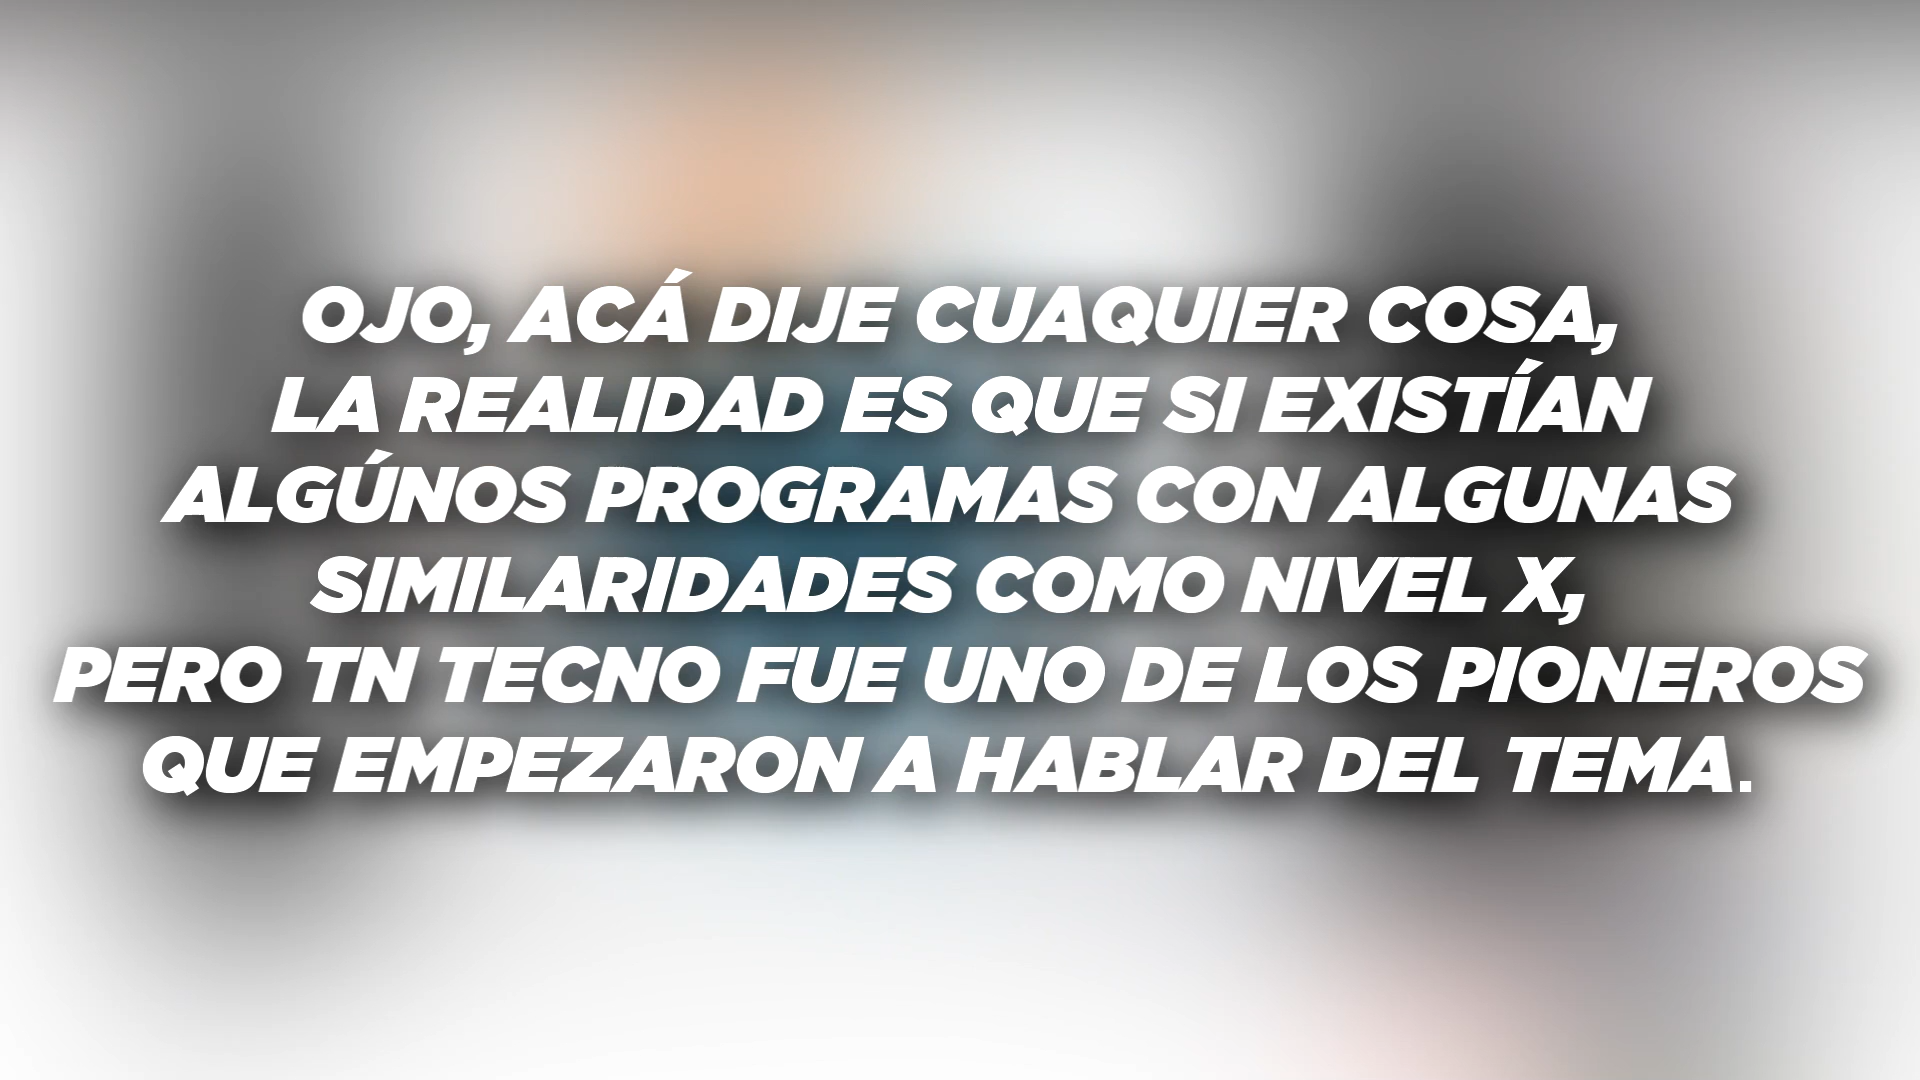 OJO, ACÁ DIJE CUAQUIER COSA,
LA REALIDAD ES QUE SI EXISTÍAN
ALGÚNOS PROGRAMAS CON ALGUNAS
SIMILARIDADES COMO NIVEL X,
PERO TN TECNO FUE UNO DE LOS PIONEROS
QUE EMPEZARON A HABLAR DEL TEMA.